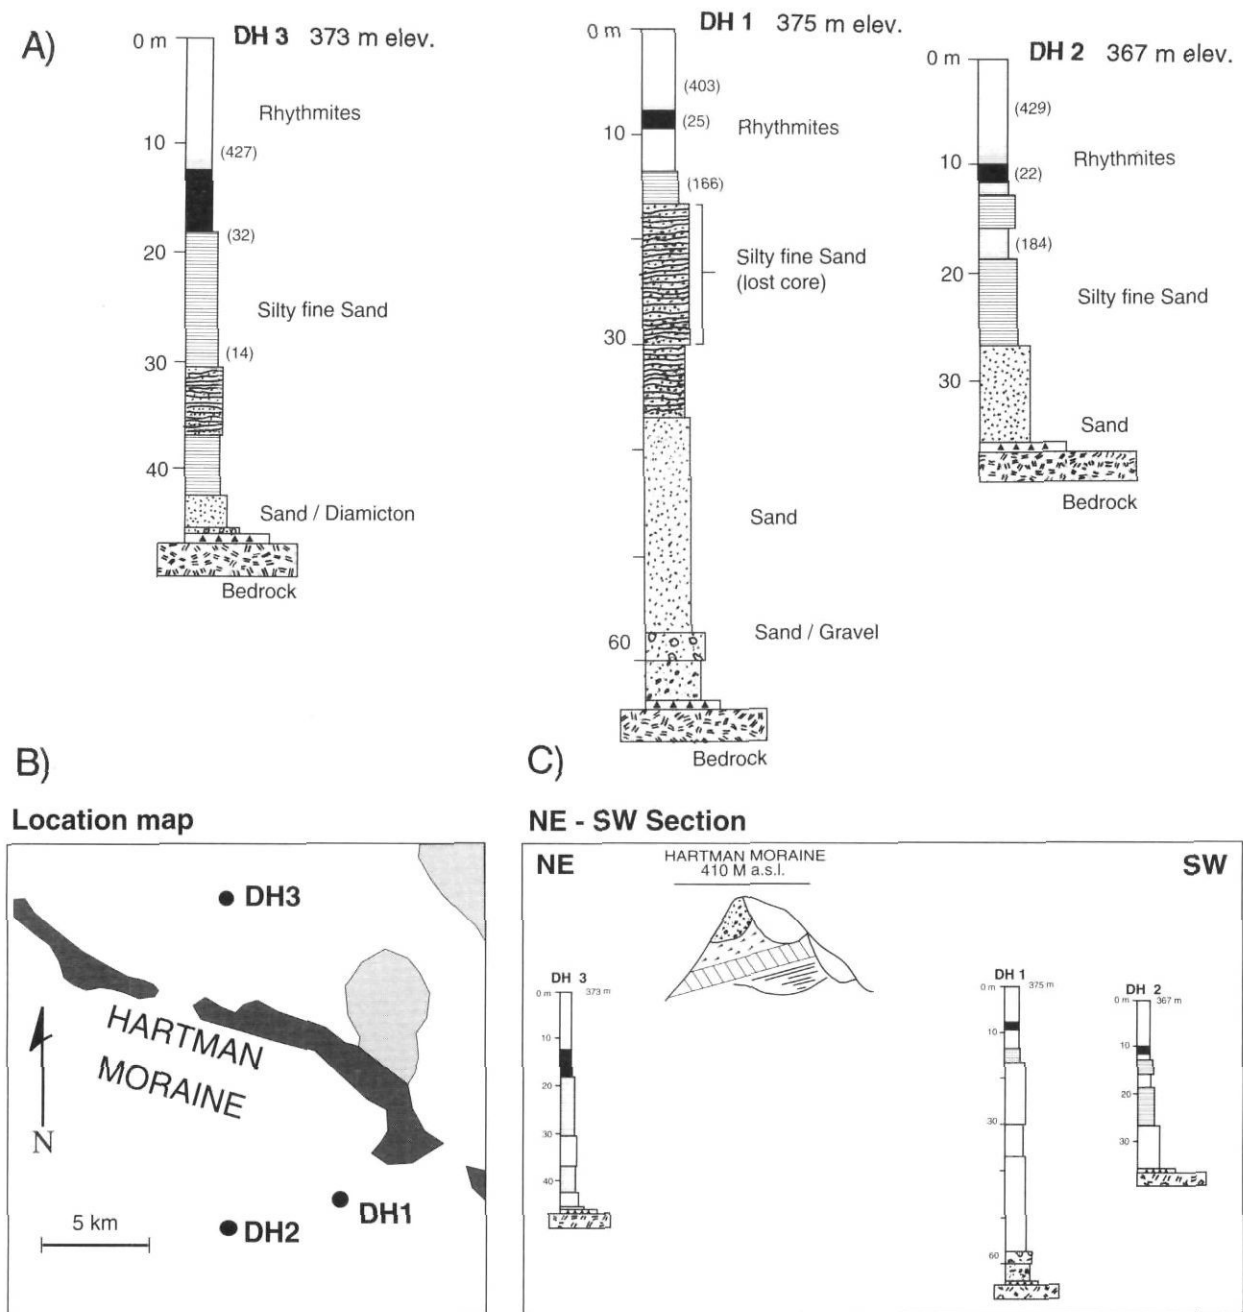 A)
DH 3 373 m elev.
0 m
Rhythmites
10
(427)
20
(32)
Silty fine Sand
(14)
30
40
Sand / Diamicton
Bedrock
DH 1 375 m elev.
0 m
(403)
10
(25)
Rhythmites
(166)
Silty fine Sand
(lost core)
30
Sand
60
Sand / Gravel
Bedrock
DH 2 367 m elev.
0 m
(429)
10
Rhythmites
(22)
(184)
20
Silty fine Sand
30
Sand
Bedrock
B)
Location map
DH3
HARTMAN
MORAINE
N
5 km
DH1
DH2
C)
NE - SW Section
NE
HARTMAN MORAINE
410 M a.s.l.
SW
DH 3
0 m
373 m
10
20
30
40
DH 1
0 m
375 m
10
30
60
DH 2
0 m
367 m
10
20
30